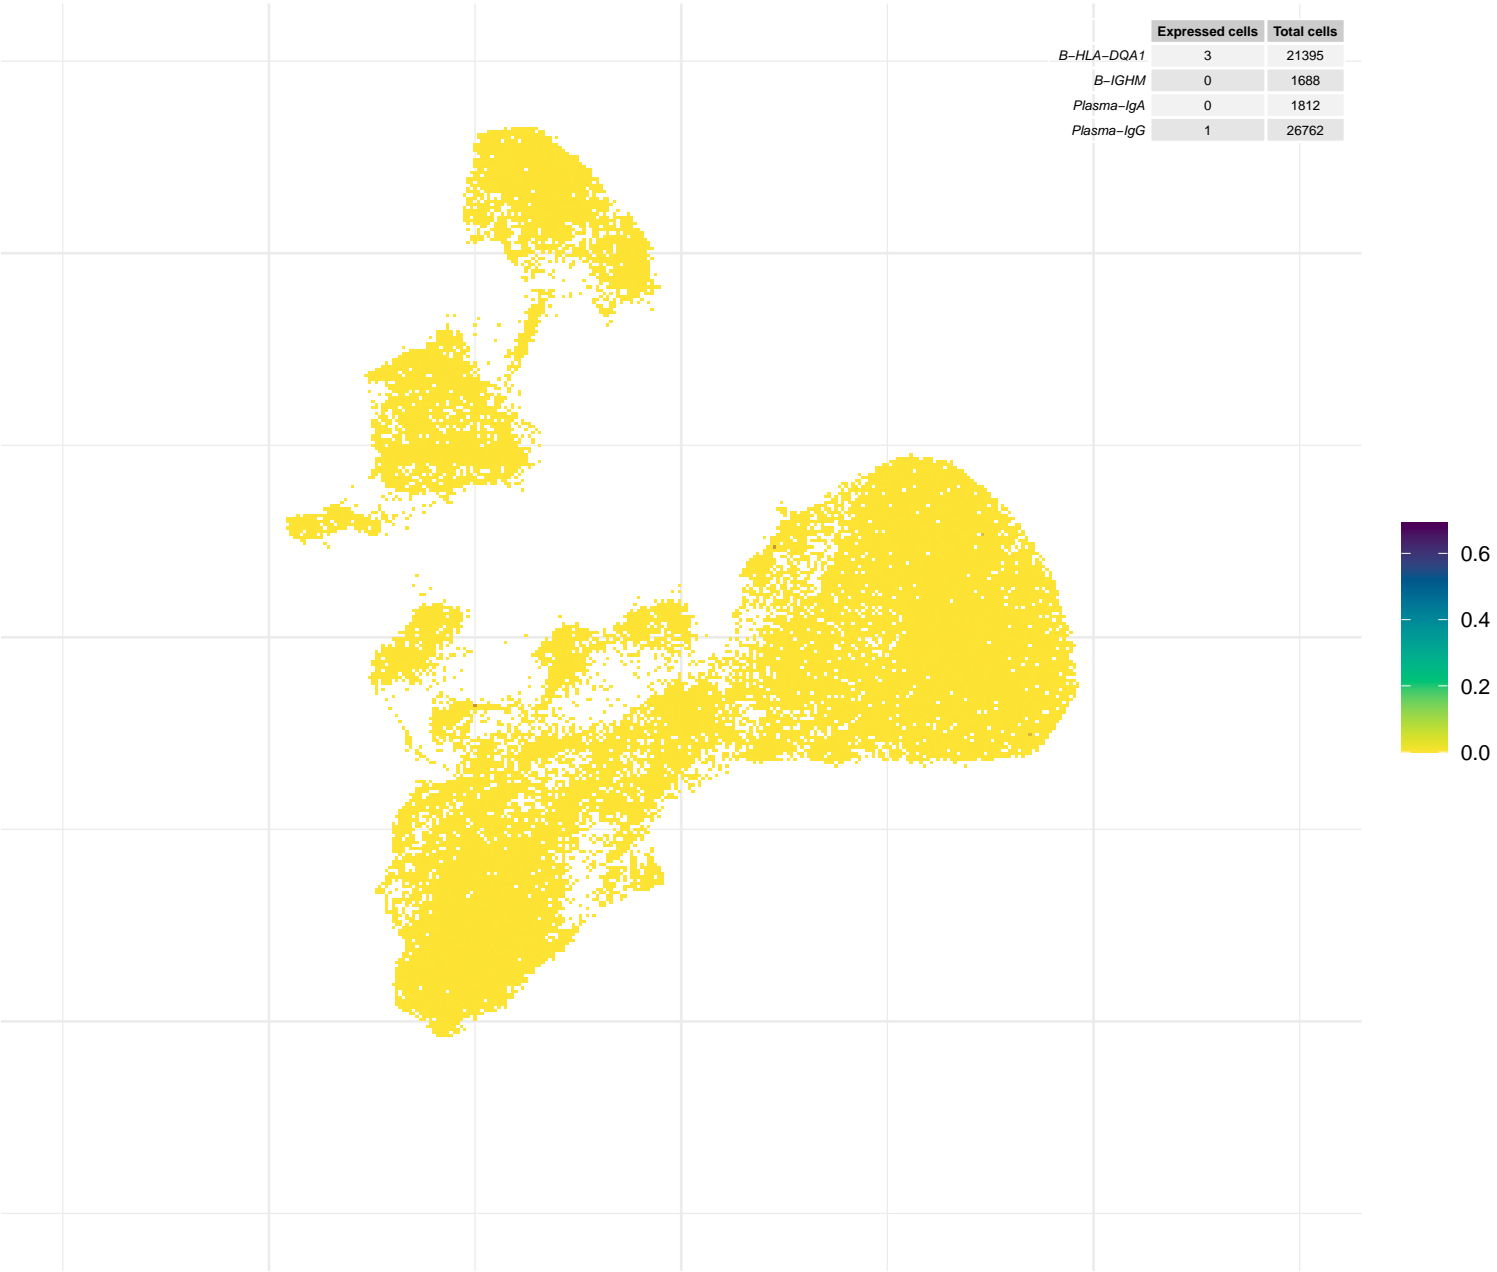 Expressed cells Total cells
B−HLA−DQA1 3 21395
B−IGHM 0 1688
Plasma−IgA 0 1812
Plasma−IgG 1 26762
0.6
0.4
0.2
0.0